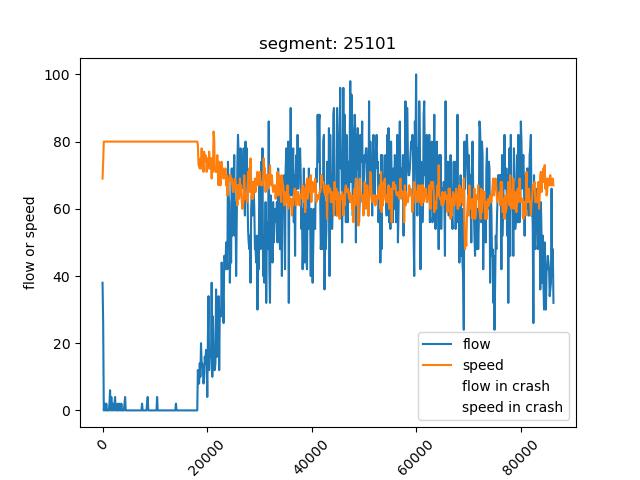 segment: 25101
flow or speed
100
80
60
40
20
0
0
20000
40000
60000
80000
flow
speed
flow in crash
speed in crash